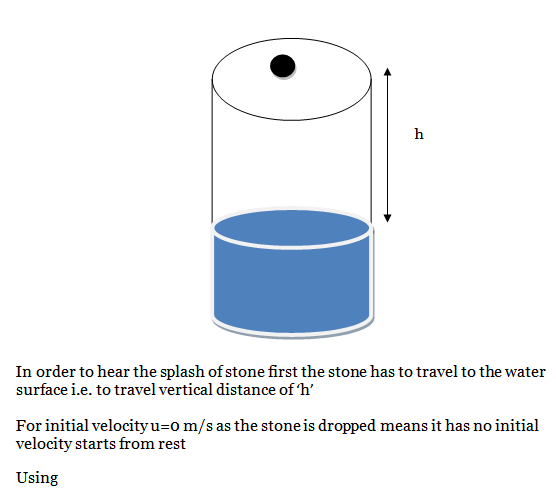 h
In order to hear the splash of stone first the stone has to travel to the water
surface i.e. to travel vertical distance of ‘h’
For initial velocity u=0 m/s as the stone is dropped means it has no initial
velocity starts from rest
Using